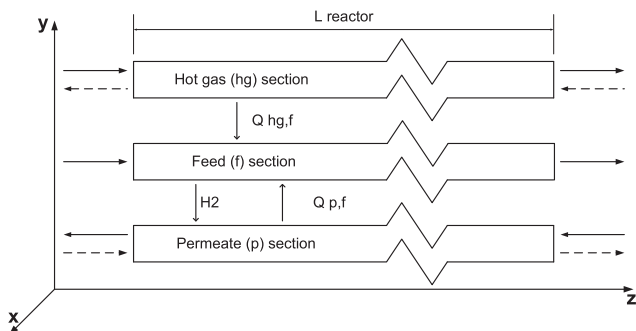 L reactor
y
Hot gas (hg) section
Q hg,f
Feed (f) section
H2
Q p,f
Permeate (p) section
z
x